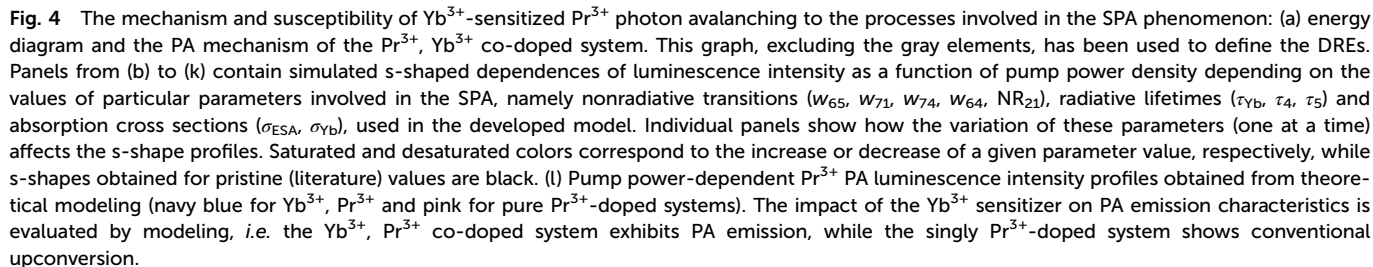 Fig. 4 The mechanism and susceptibility of Yb³⁺-sensitized Pr³⁺ photon avalanching to the processes involved in the SPA phenomenon: (a) energy
diagram and the PA mechanism of the Pr³⁺, Yb³⁺ co-doped system. This graph, excluding the gray elements, has been used to define the DREs.
Panels from (b) to (k) contain simulated s-shaped dependences of luminescence intensity as a function of pump power density depending on the
values of particular parameters involved in the SPA, namely nonradiative transitions (w₆₅, w₇₁, w₇₄, w₆₄, NR₂₁), radiative lifetimes (τ_Yb, τ₄, τ₅) and
absorption cross sections (σ_ESA, σ_Yb), used in the developed model. Individual panels show how the variation of these parameters (one at a time)
affects the s-shape profiles. Saturated and desaturated colors correspond to the increase or decrease of a given parameter value, respectively, while
s-shapes obtained for pristine (literature) values are black. (l) Pump power-dependent Pr³⁺ PA luminescence intensity profiles obtained from theore-
tical modeling (navy blue for Yb³⁺, Pr³⁺ and pink for pure Pr³⁺-doped systems). The impact of the Yb³⁺ sensitizer on PA emission characteristics is
evaluated by modeling, i.e. the Yb³⁺, Pr³⁺ co-doped system exhibits PA emission, while the singly Pr³⁺-doped system shows conventional
upconversion.